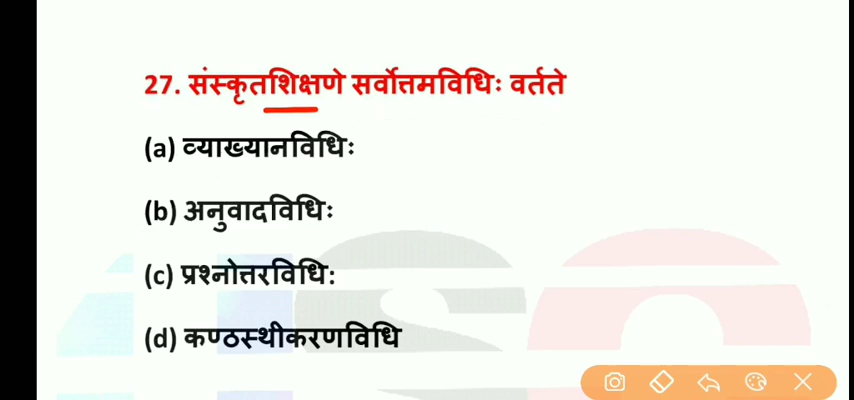 27. संस्कृतशिक्षणे सर्वोत्तमविधिः वर्तते
(a) व्याख्यानविधिः
(b) अनुवादविधिः
(c) प्रश्नोत्तरविधि:
(d) कण्ठस्थीकरणविधि